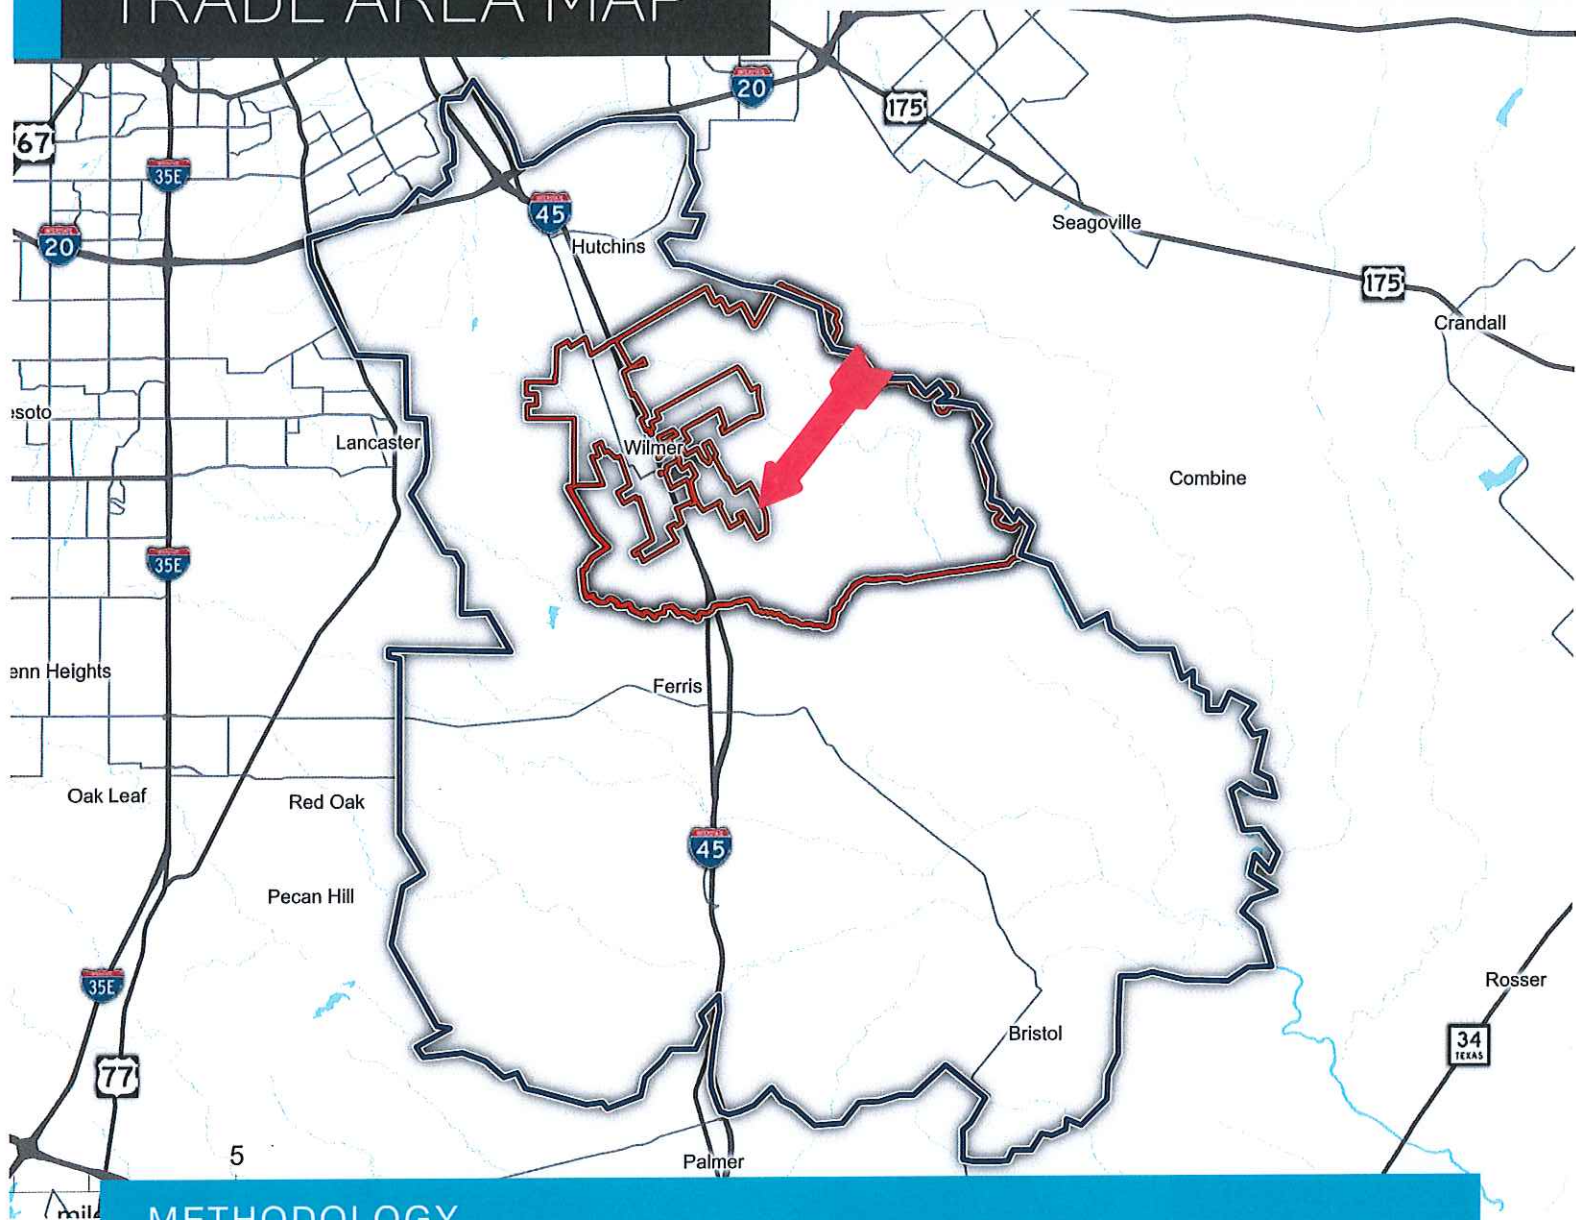 TRADE AREA MAP
20
175
67
35E
45
Seagoville
20
Hutchins
175
Crandall
esoto
Lancaster
Wilmer
Combine
35E
enn Heights
Ferris
Oak Leaf
Red Oak
45
Pecan Hill
35E
Rosser
Bristol
34
TEXAS
77
5
Palmer
mile
METHODOLOGY